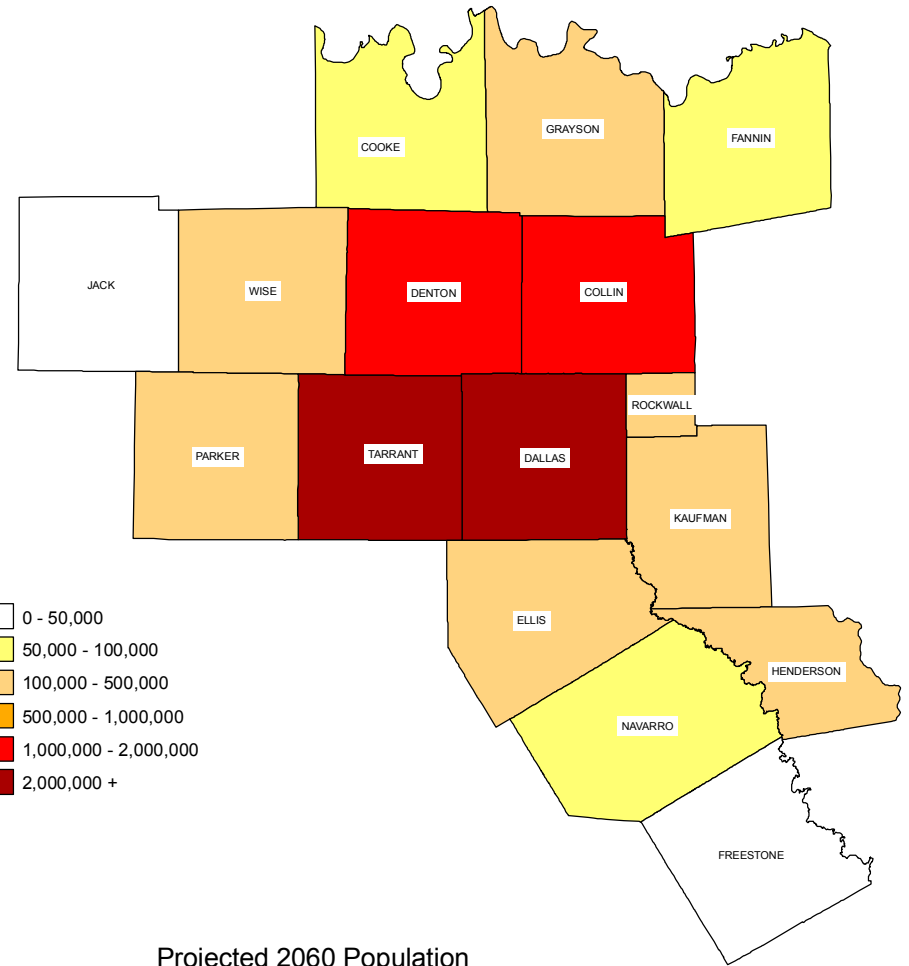 COOKE
GRAYSON
FANNIN
JACK
WISE
DENTON
COLLIN
ROCKWALL
PARKER
TARRANT
DALLAS
KAUFMAN
ELLIS
HENDERSON
NAVARRO
FREESTONE
0 - 50,000
50,000 - 100,000
100,000 - 500,000
500,000 - 1,000,000
1,000,000 - 2,000,000
2,000,000 +
Projected 2060 Population